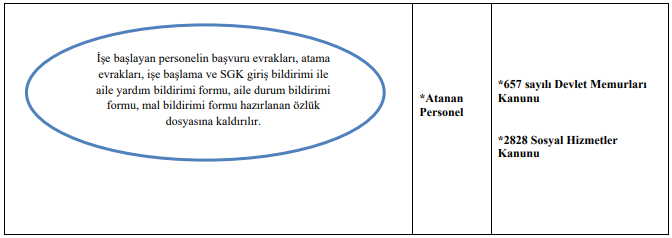 İşe başlayan personelin başvuru evrakları, atama
evrakları, işe başlama ve SGK giriş bildirimi ile
aile yardım bildirimi formu, aile durum bildirimi
formu, mal bildirimi formu hazırlanan özlük
dosyasına kaldırılır.
*Atanan
Personel
*657 sayılı Devlet Memurları
Kanunu
*2828 Sosyal Hizmetler
Kanunu